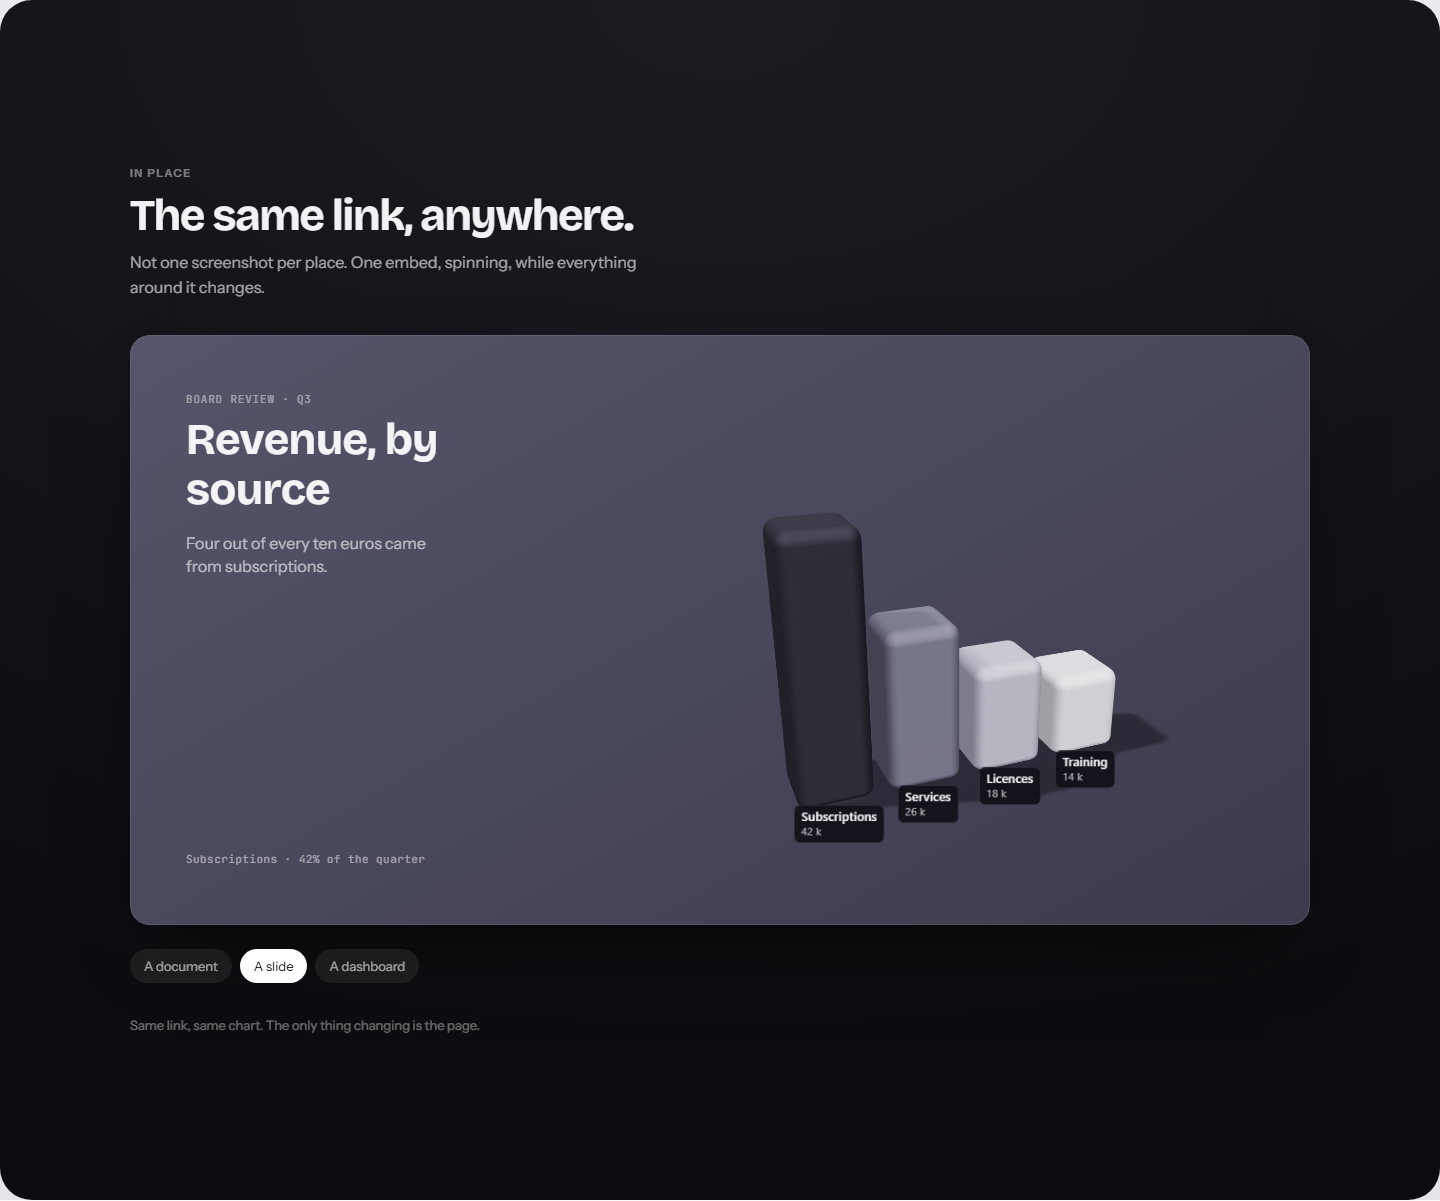 IN PLACE
The same link, anywhere.
Not one screenshot per place. One embed, spinning, while everything
around it changes.
BOARD REVIEW · Q3
Revenue, by
source
Four out of every ten euros came
from subscriptions.
Subscriptions
42 k
Services
26 k
Licences
18 k
Training
14 k
Subscriptions · 42% of the quarter
A document
A slide
A dashboard
Same link, same chart. The only thing changing is the page.